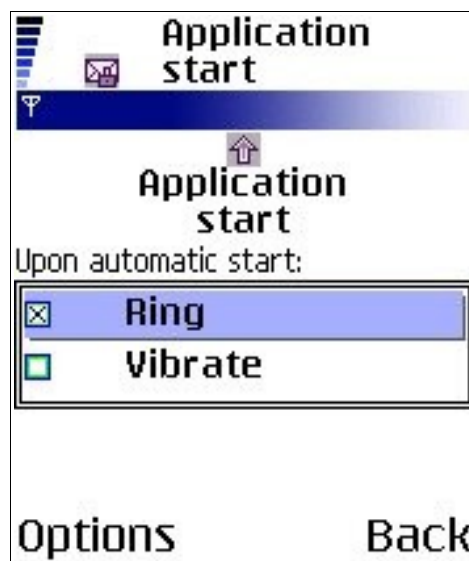 Application
start
Application
start
Upon automatic start:
Ring
Vibrate
Options Back